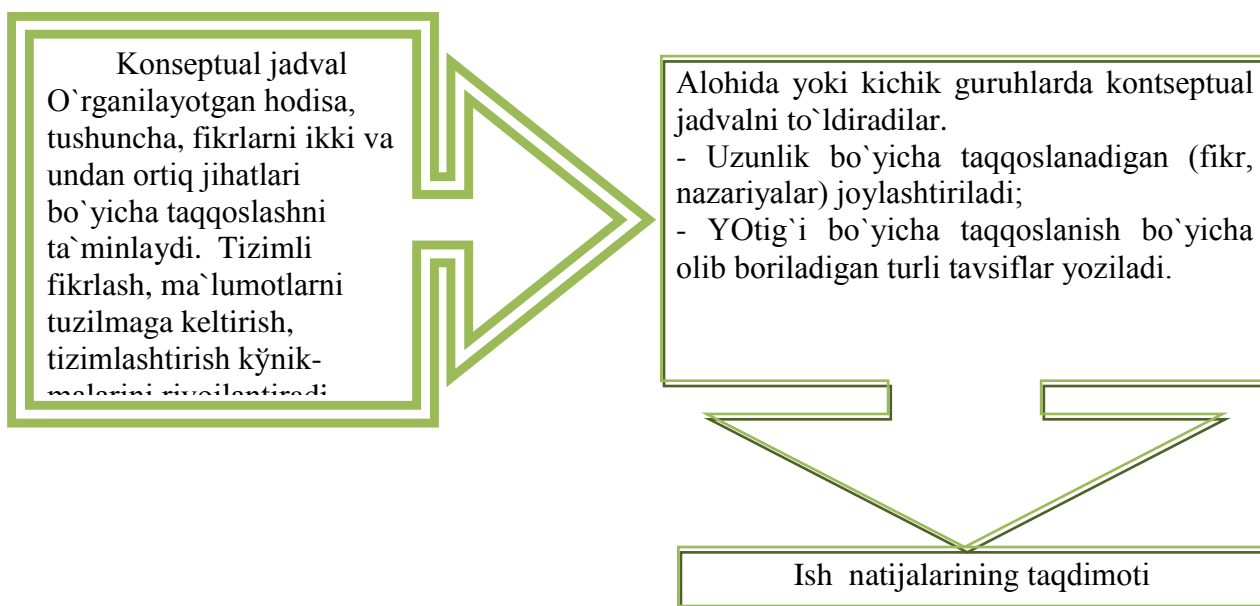 Konseptual jadval
O`rganilayotgan hodisa,
tushuncha, fikrlarni ikki va
undan ortiq jihatlari
bo`yicha taqqoslashni
ta`minlaydi. Tizimli
fikrlash, ma`lumotlarni
tuzilmaga keltirish,
tizimlashtirish kўnik-
malarini rivojlantiradi
Alohida yoki kichik guruhlarda kontseptual
jadvalni to`ldiradilar.
- Uzunlik bo`yicha taqqoslanadigan (fikr,
nazariyalar) joylashtiriladi;
- YOtig`i bo`yicha taqqoslanish bo`yicha
olib boriladigan turli tavsiflar yoziladi.
Ish natijalarining taqdimoti